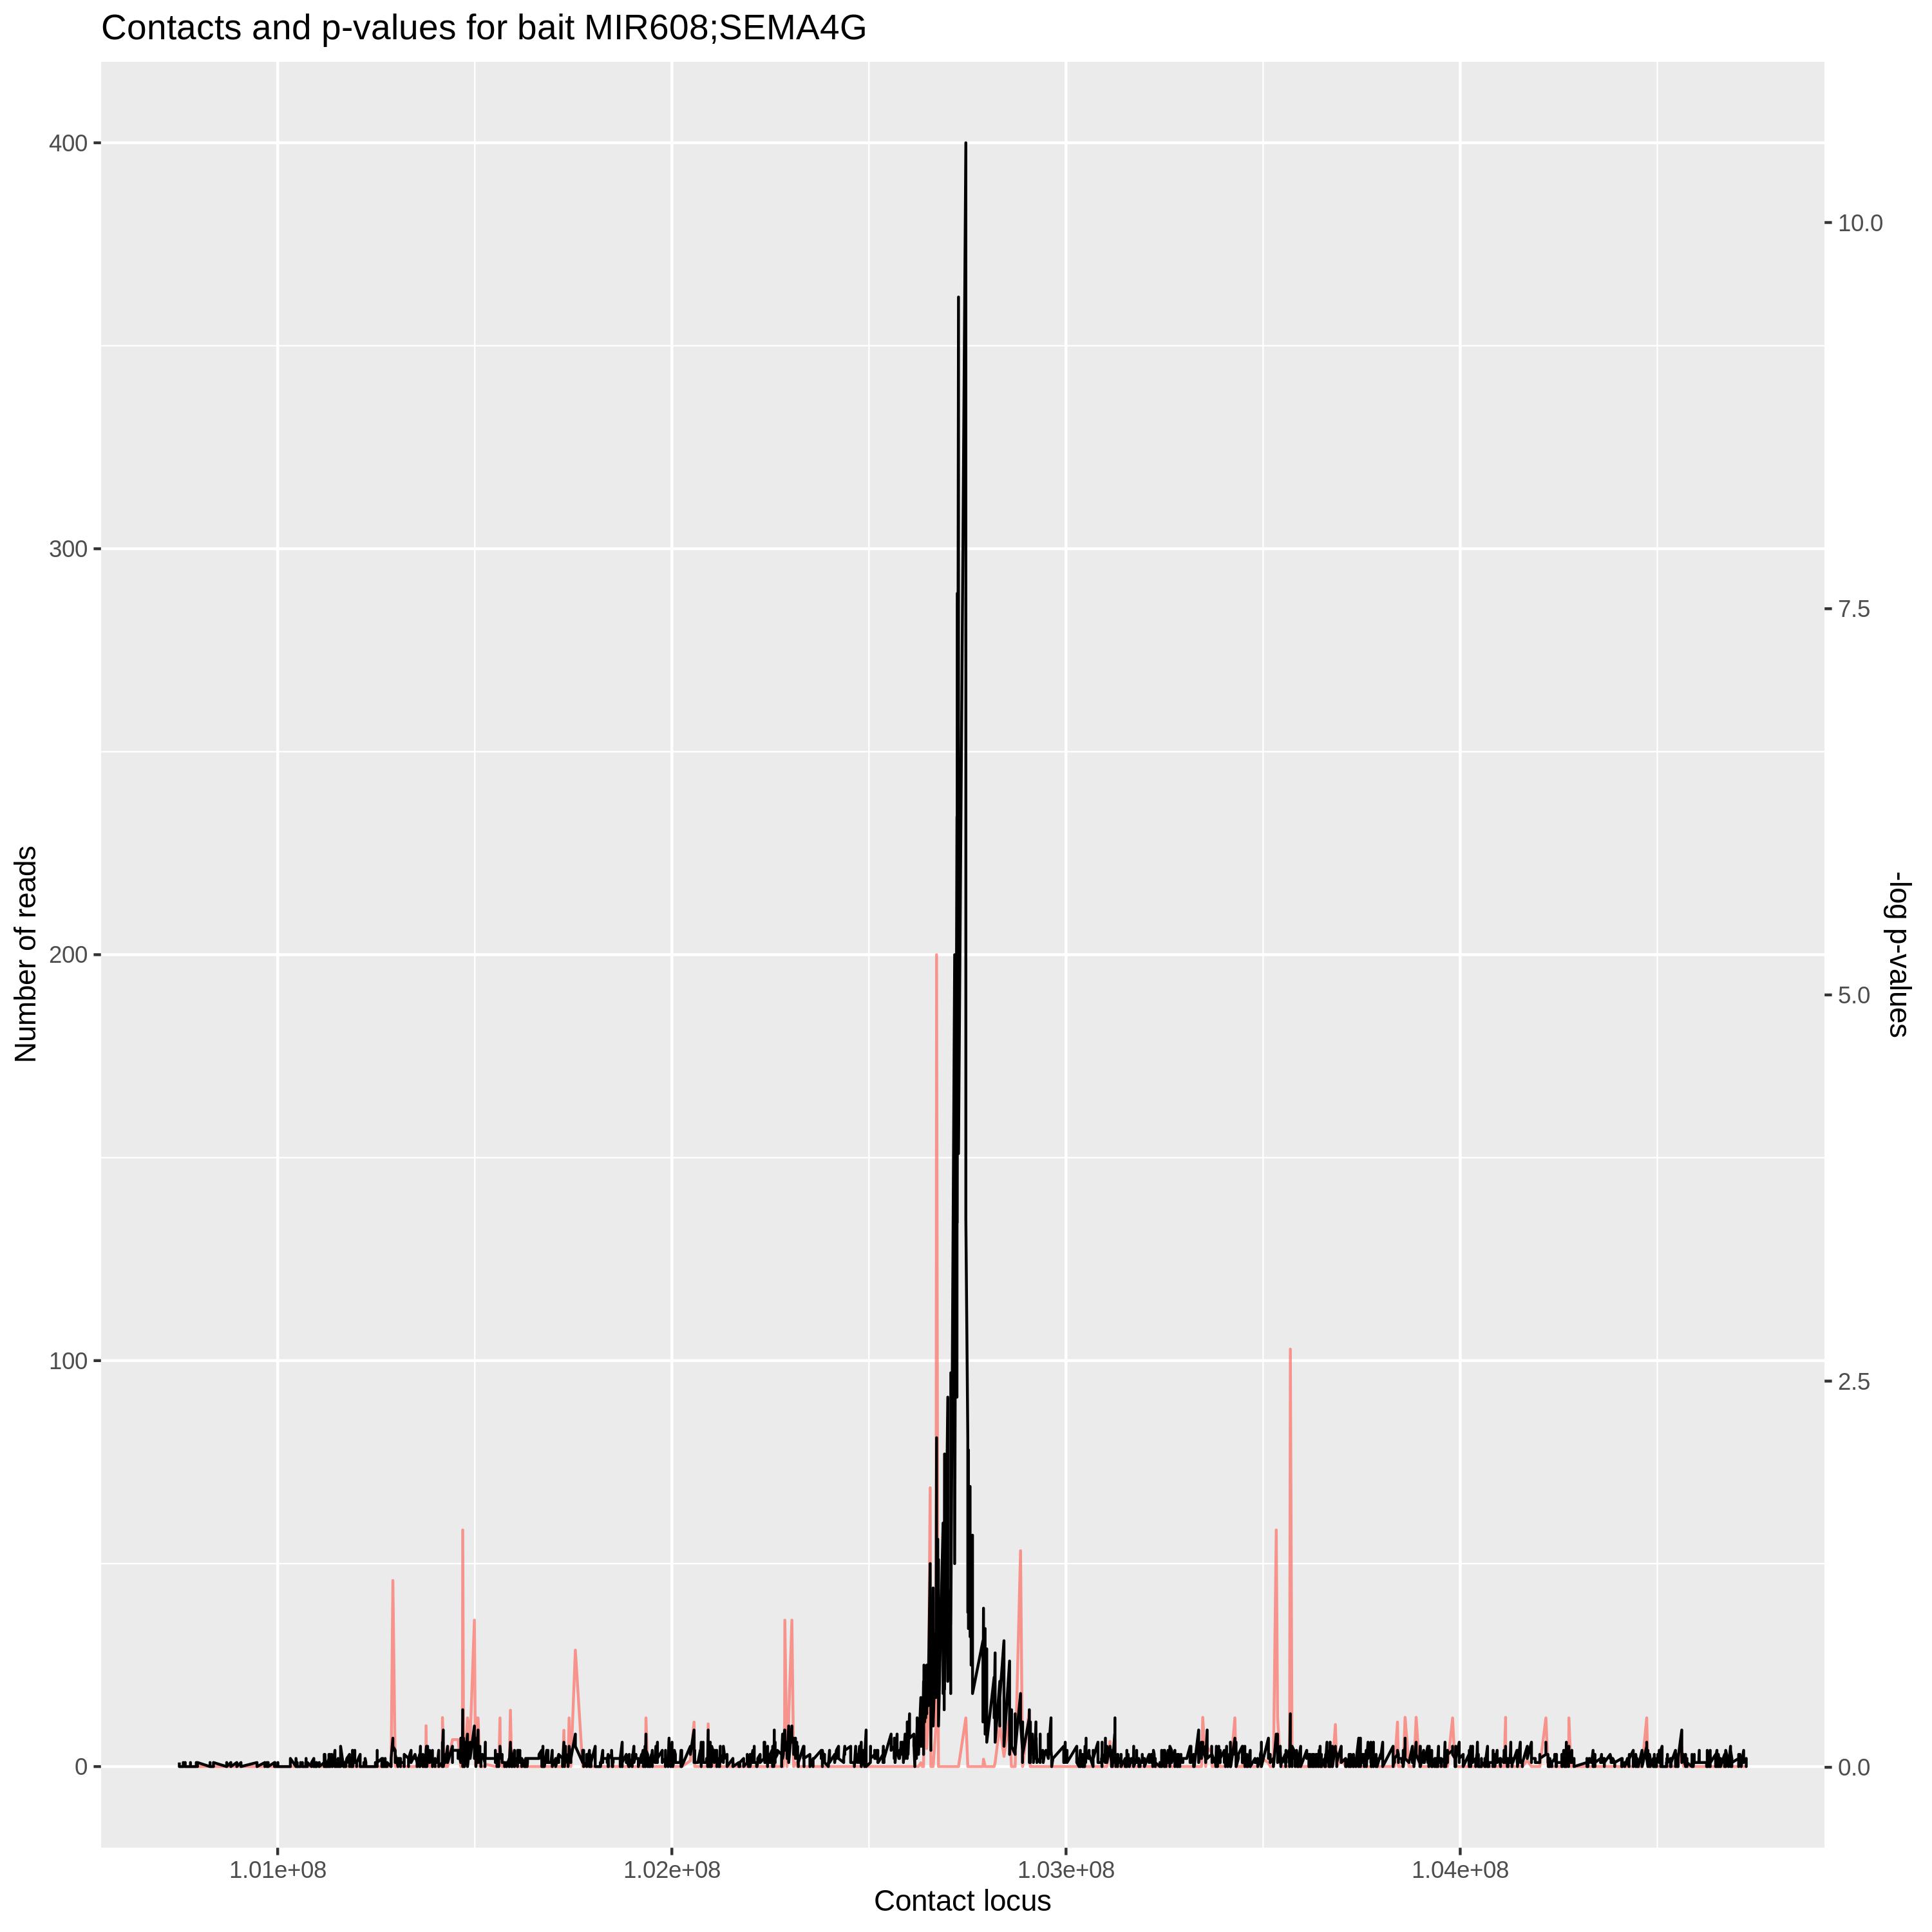 Contacts and p-values for bait MIR608;SEMA4G
400
300
200
100
0
Number of reads
10.0
7.5
5.0
2.5
0.0
-log p-values
1.01e+08
1.02e+08
1.03e+08
1.04e+08
Contact locus